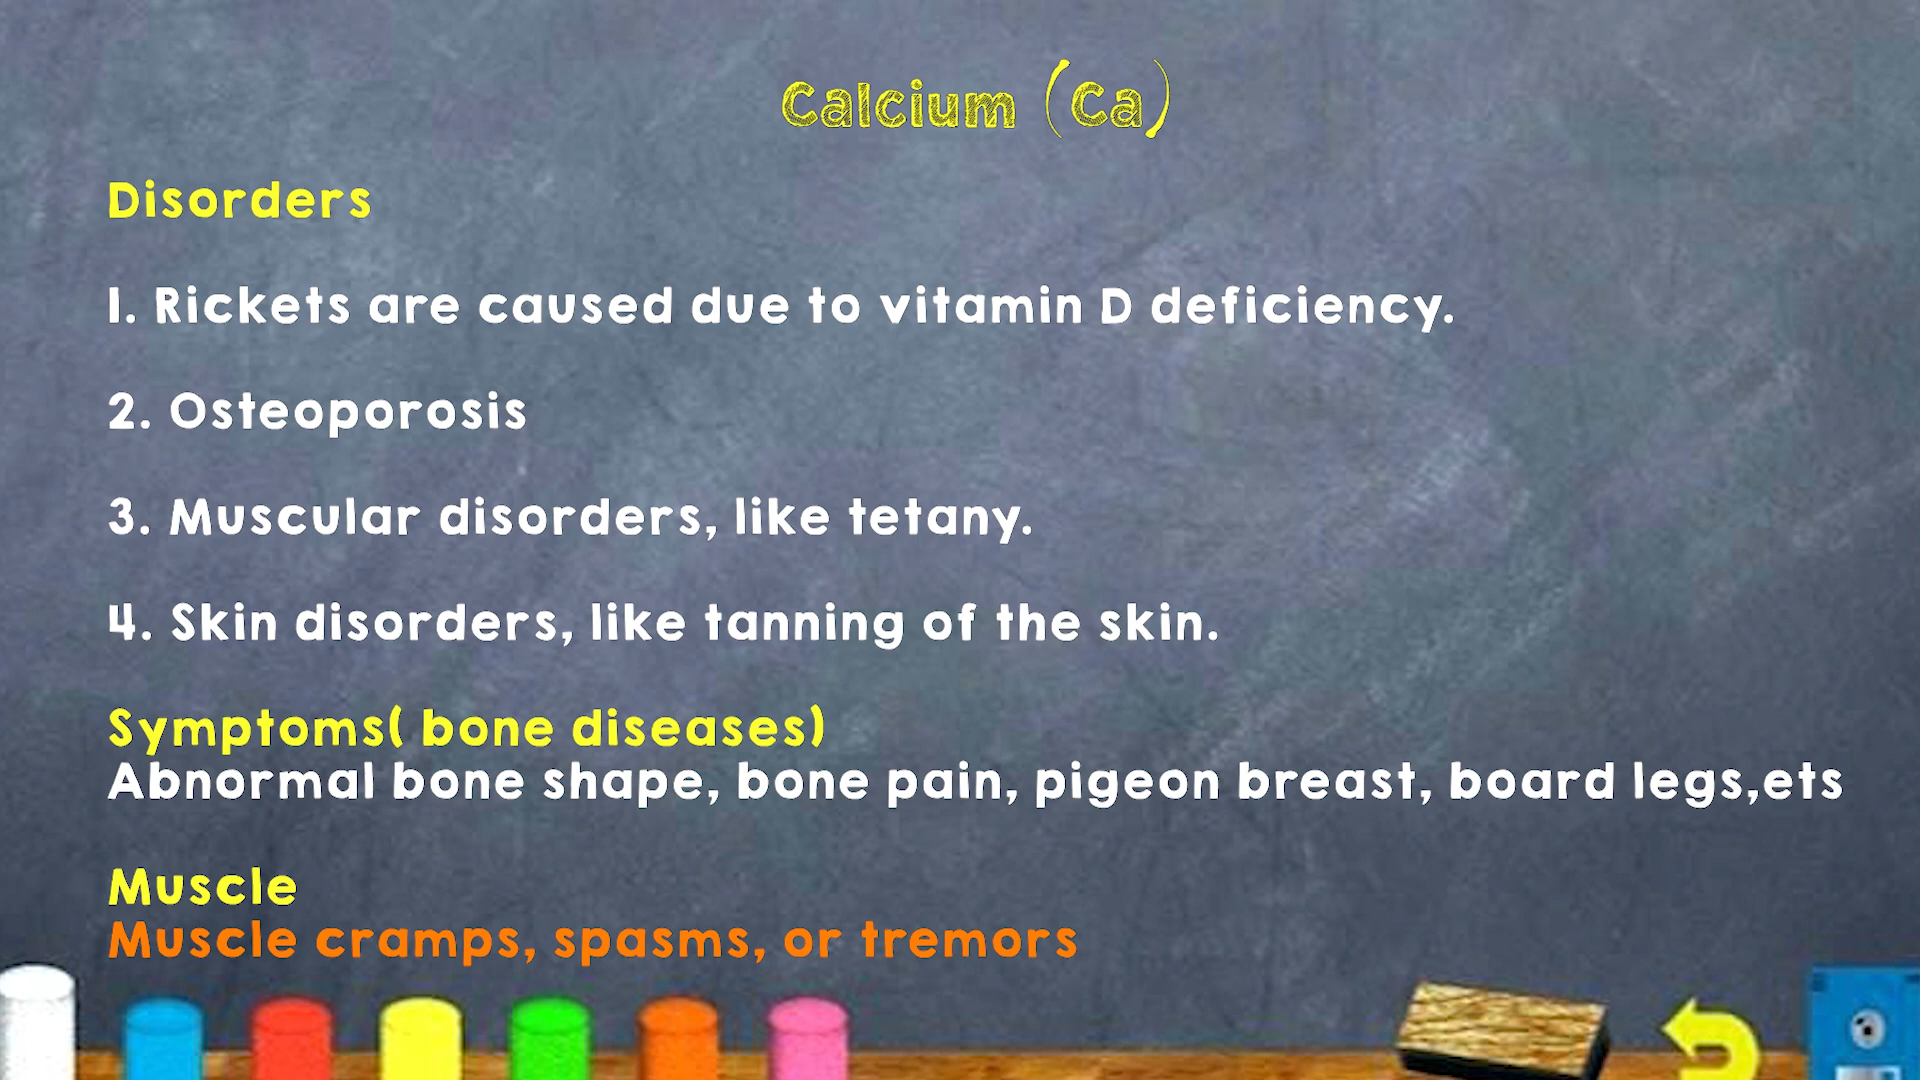 Calcium (Ca)
Disorders
1. Rickets are caused due to vitamin D deficiency.
2. Osteoporosis
3. Muscular disorders, like tetany.
4. Skin disorders, like tanning of the skin.
Symptoms( bone diseases)
Abnormal bone shape, bone pain, pigeon breast, board legs,ets
Muscle
Muscle cramps, spasms, or tremors